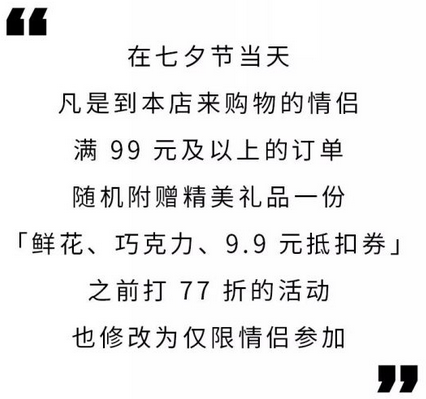 在七夕节当天
凡是到本店来购物的情侣
满 99 元及以上的订单
随机附赠精美礼品一份
「鲜花、巧克力、9.9 元抵扣券」
之前打 77 折的活动
也修改为仅限情侣参加